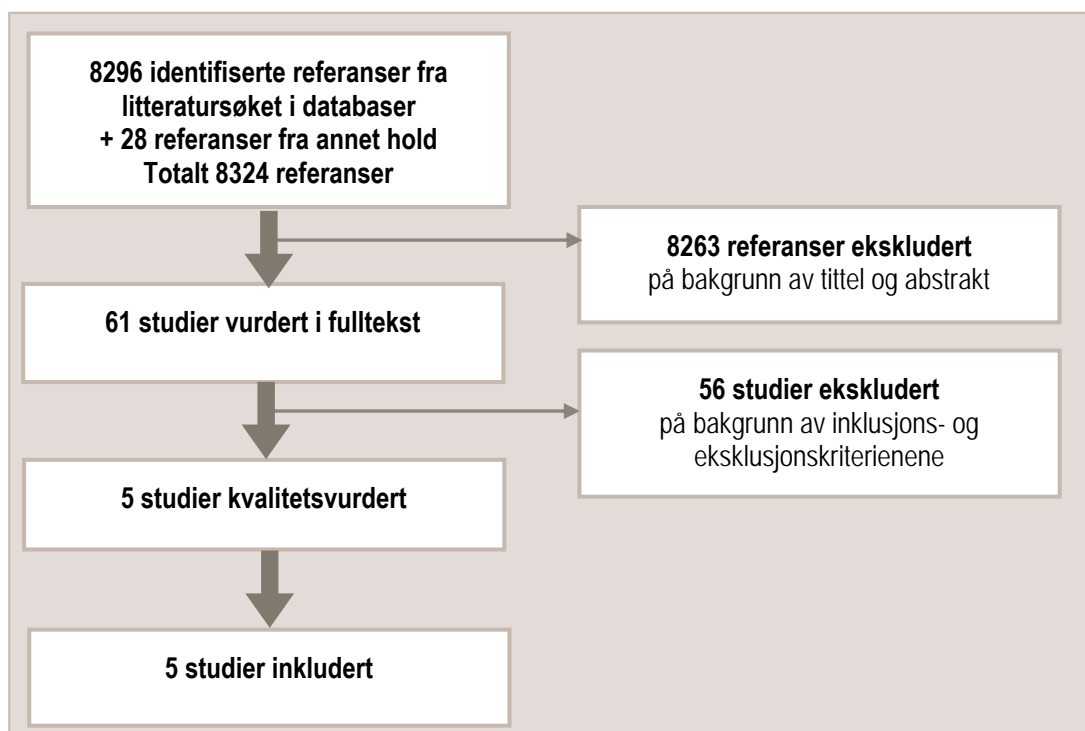 8296 identifiserte referanser fra
litteratursøket i databaser
+ 28 referanser fra annet hold
Totalt 8324 referanser
8263 referanser ekskludert
på bakgrunn av tittel og abstrakt
61 studier vurdert i fulltekst
56 studier ekskludert
på bakgrunn av inklusjons- og
eksklusjonskriterienene
5 studier kvalitetsvurdert
5 studier inkludert